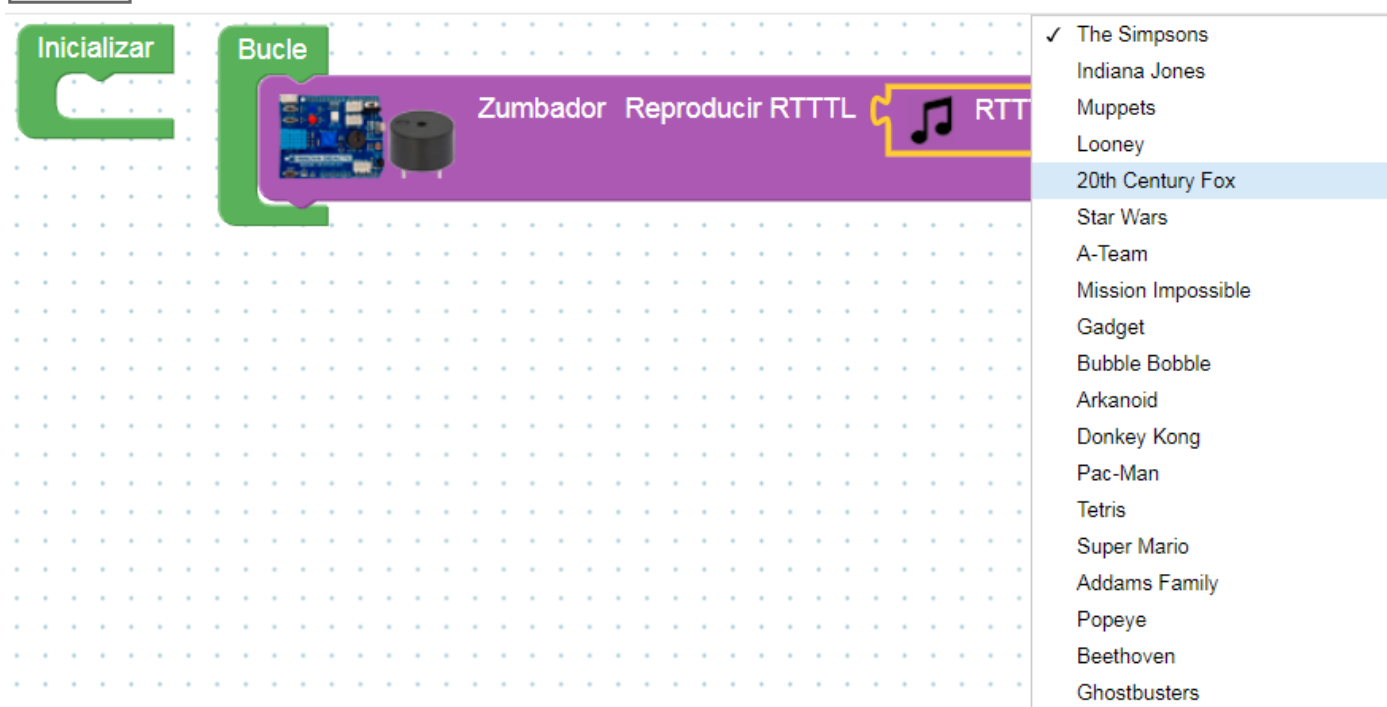 Inicializar
Bucle
Zumbador Reproducir RTTTL RTT
✓ The Simpsons
Indiana Jones
Muppets
Looney
20th Century Fox
Star Wars
A-Team
Mission Impossible
Gadget
Bubble Bobble
Arkanoid
Donkey Kong
Pac-Man
Tetris
Super Mario
Addams Family
Popeye
Beethoven
Ghostbusters